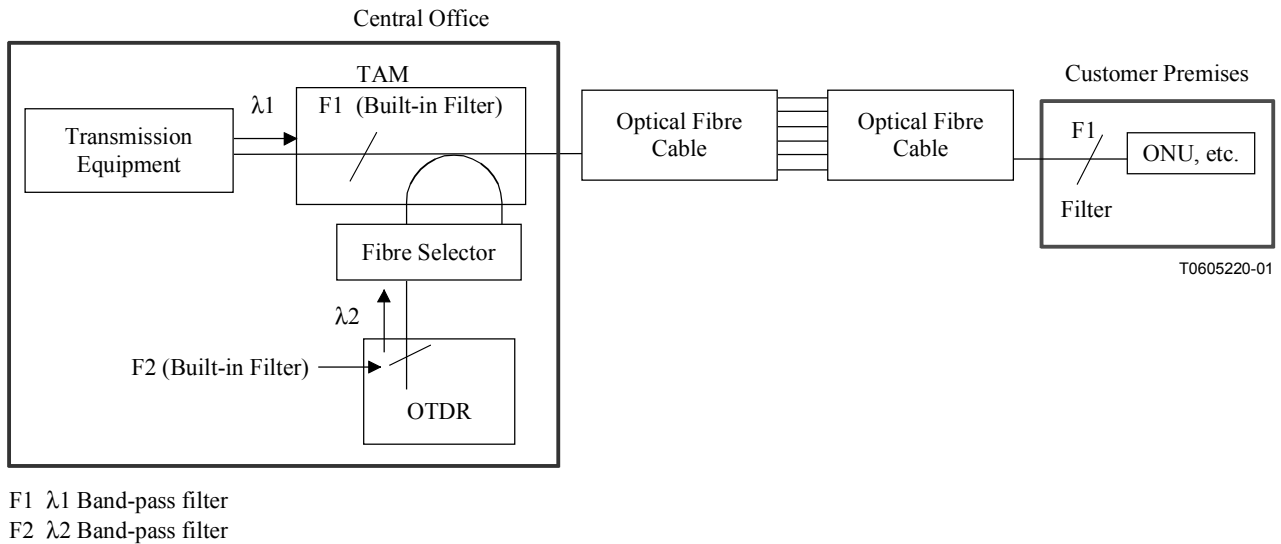 Central Office
TAM
F1 (Built-in Filter)
λ1
Transmission
Equipment
Optical Fibre
Cable
Optical Fibre
Cable
Customer Premises
F1
ONU, etc.
Filter
Fibre Selector
T0605220-01
λ2
F2 (Built-in Filter)
OTDR
F1 λ1 Band-pass filter
F2 λ2 Band-pass filter